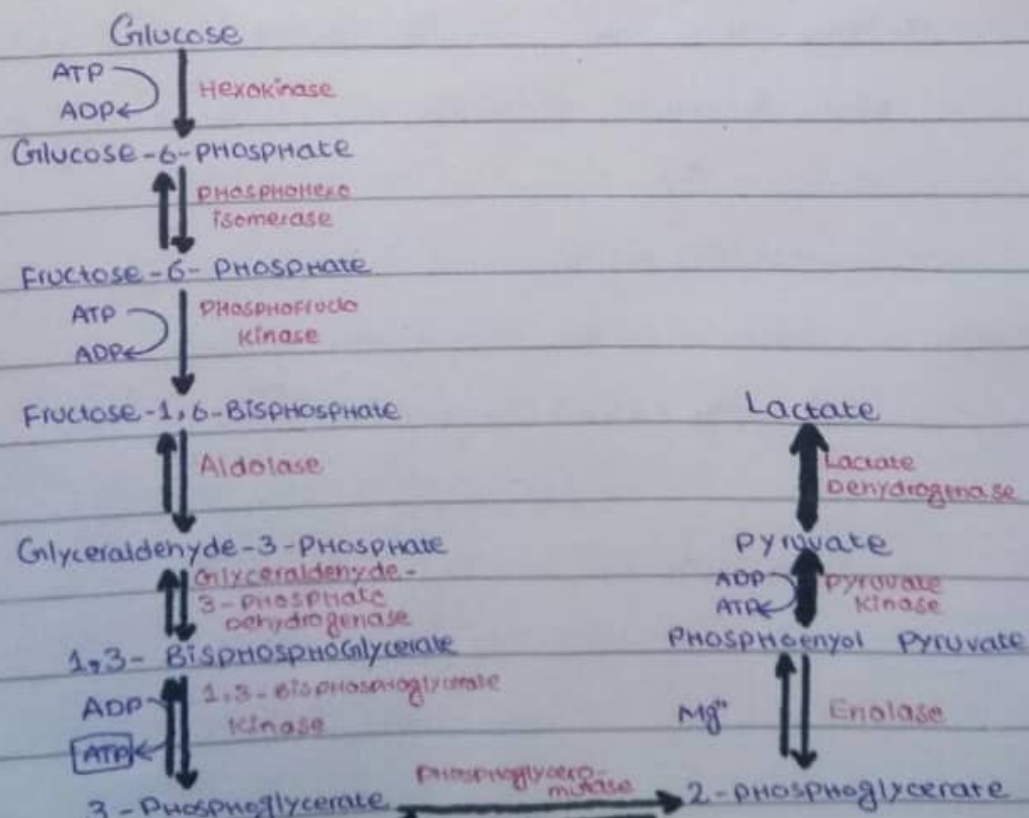 Glucose
ATP
ADP
Hexokinase
Glucose-6-Phosphate
Phosphohexo
isomerase
Fructose-6-Phosphate
ATP
ADP
Phosphofructo
Kinase
Fructose-1,6-Bisphosphate
Aldolase
Glyceraldehyde-3-Phosphate
Glyceraldehyde-
3-Phosphate
Dehydrogenase
1,3-Bisphosphoglycerate
ADP
ATP
1,3-Bisphosphoglycerate
Kinase
3-Phosphoglycerate
Phosphoglycero-
mutase
2-Phosphoglycerate
Mg++
Enolase
Phosphoenyol Pyruvate
ADP
ATP
Pyruvate
Kinase
Pyruvate
Lactate
Dehydrogenase
Lactate